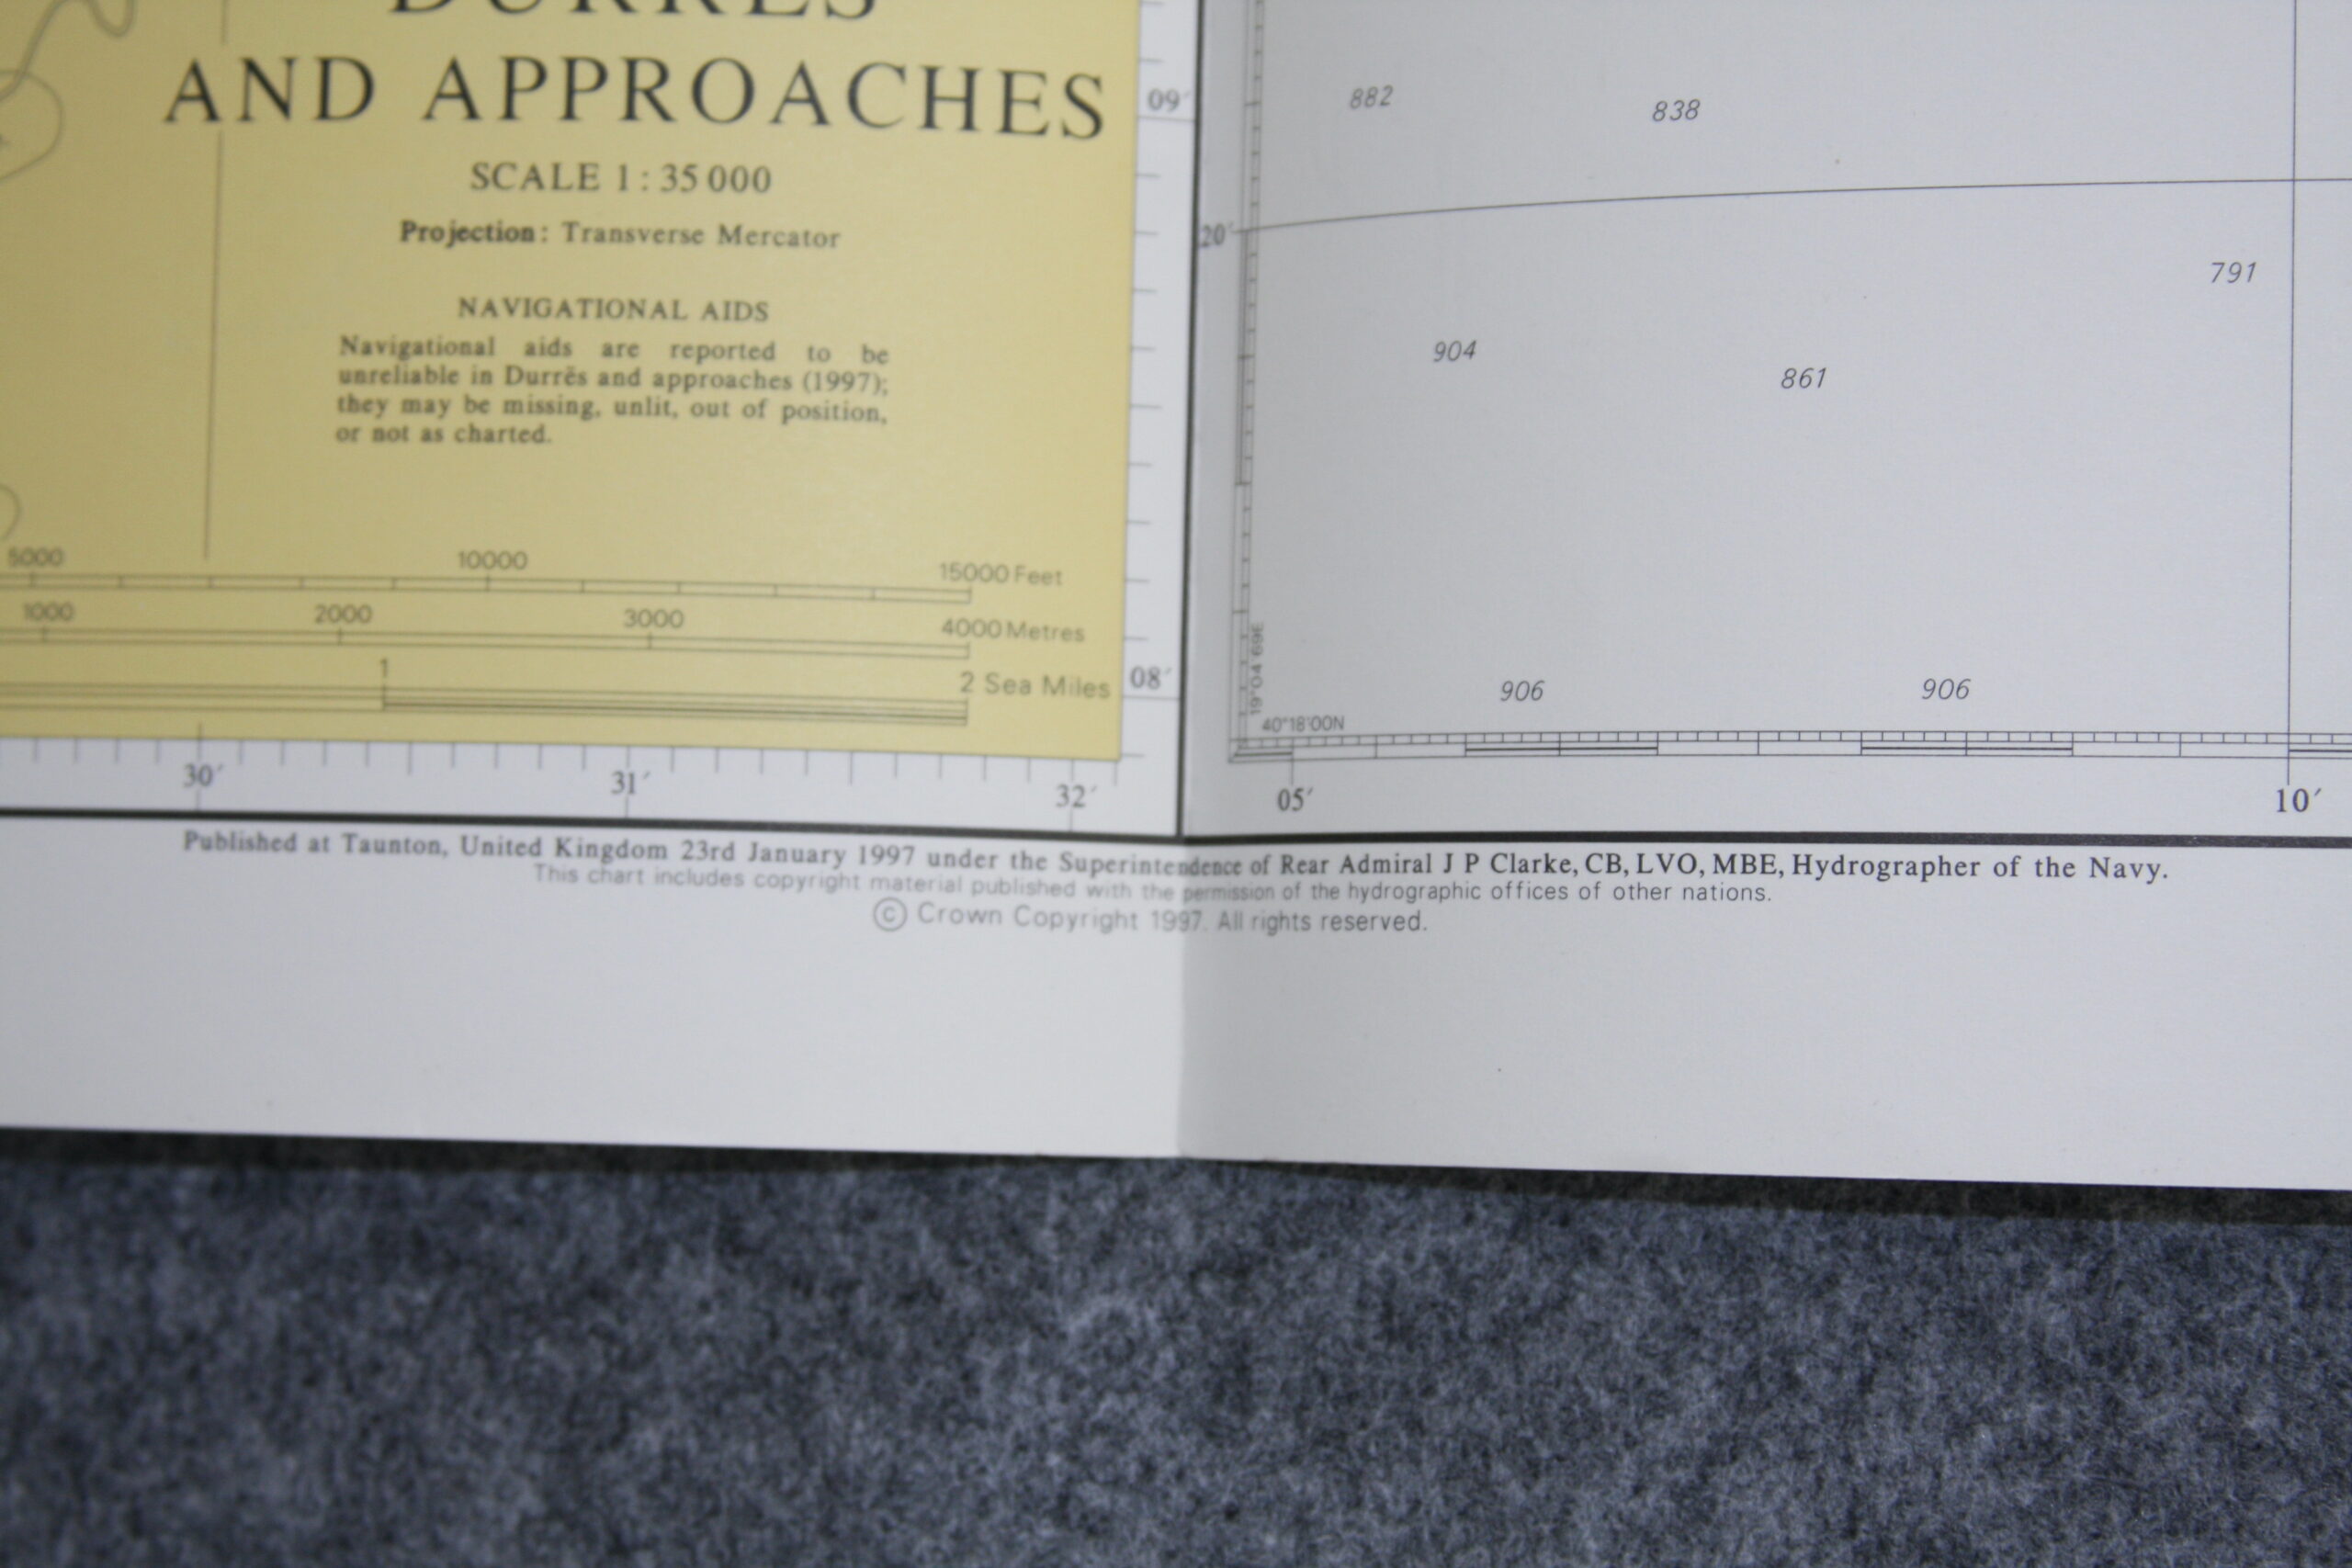 DURRËS
AND APPROACHES
SCALE 1 : 35 000
Projection: Transverse Mercator
NAVIGATIONAL AIDS
Navigational aids are reported to be
unreliable in Durrës and approaches (1997);
they may be missing, unlit, out of position,
or not as charted.
5000 10000 15000 Feet
1000 2000 3000 4000 Metres
1 2 Sea Miles
09′
08′
30′ 31′ 32′
882 838
20′
791
904 861
906 906
19°04′69E
40°18′00N
05′ 10′
Published at Taunton, United Kingdom 23rd January 1997 under the Superintendence of Rear Admiral J P Clarke, CB, LVO, MBE, Hydrographer of the Navy.
This chart includes copyright material published with the permission of the hydrographic offices of other nations.
© Crown Copyright 1997. All rights reserved.